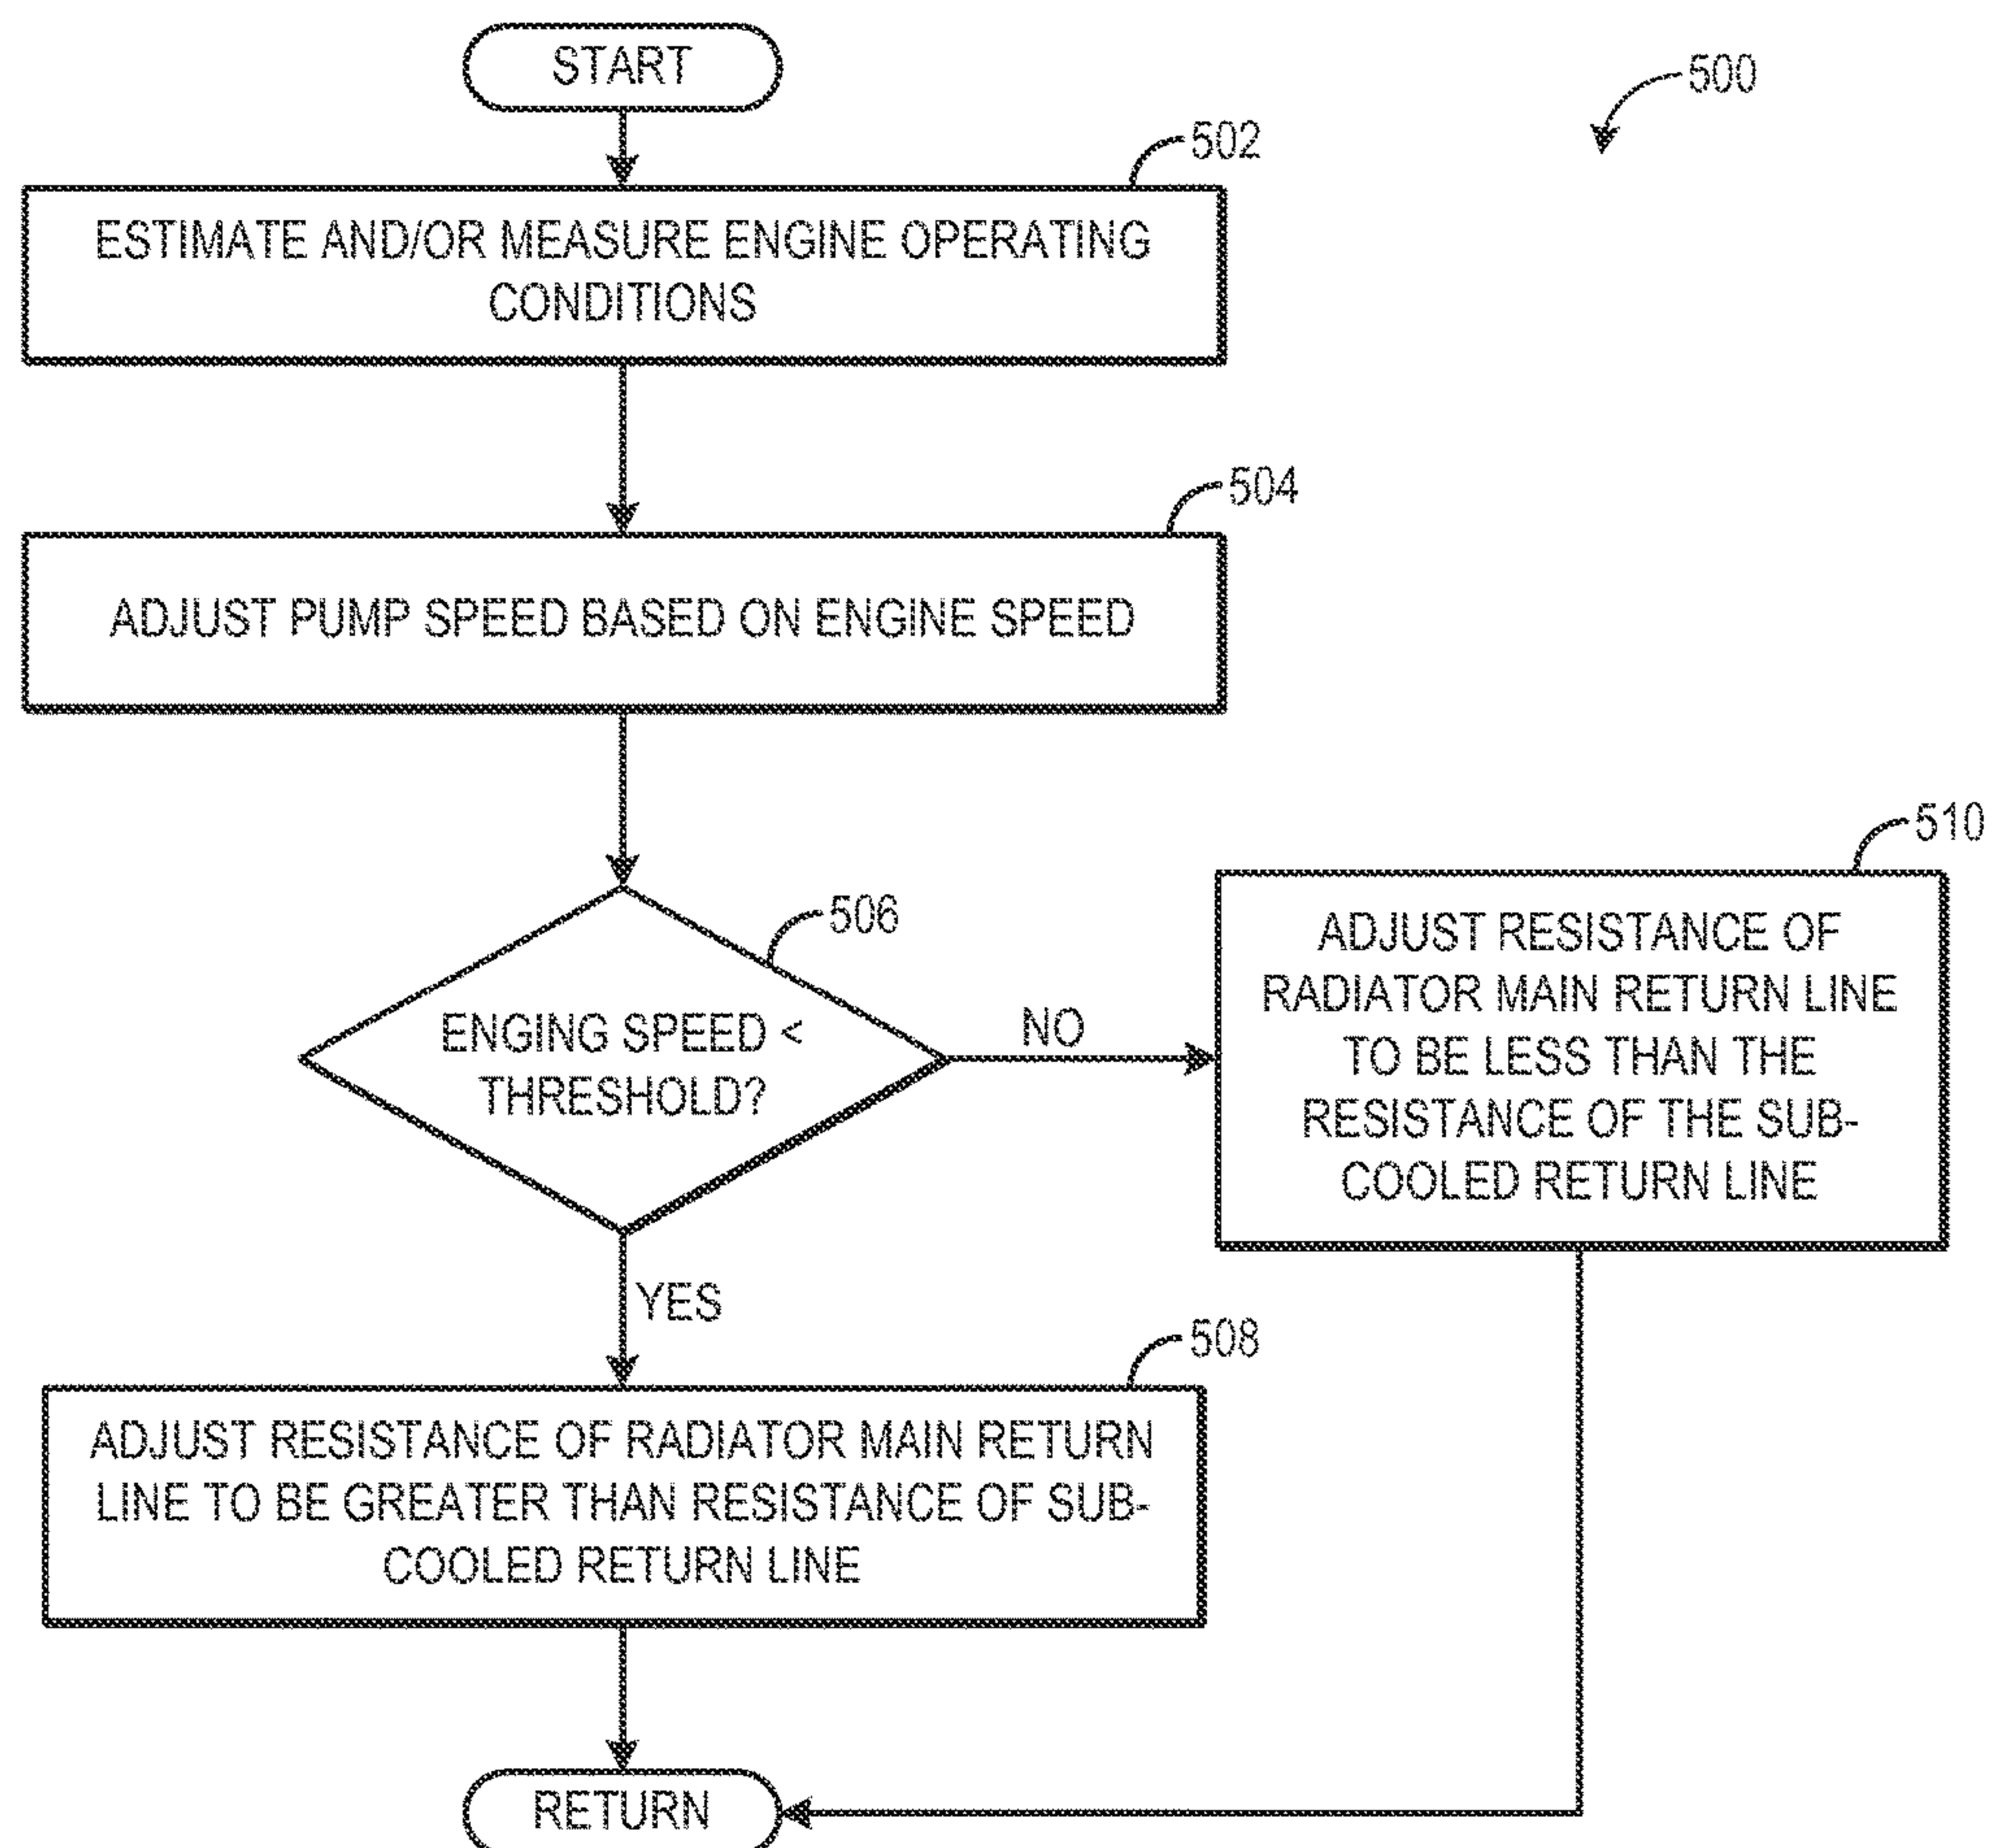 START
500
502
ESTIMATE AND/OR MEASURE ENGINE OPERATING
CONDITIONS
504
ADJUST PUMP SPEED BASED ON ENGINE SPEED
506
ENGING SPEED <
THRESHOLD?
NO
510
ADJUST RESISTANCE OF
RADIATOR MAIN RETURN LINE
TO BE LESS THAN THE
RESISTANCE OF THE SUB-
COOLED RETURN LINE
YES
508
ADJUST RESISTANCE OF RADIATOR MAIN RETURN
LINE TO BE GREATER THAN RESISTANCE OF SUB-
COOLED RETURN LINE
RETURN